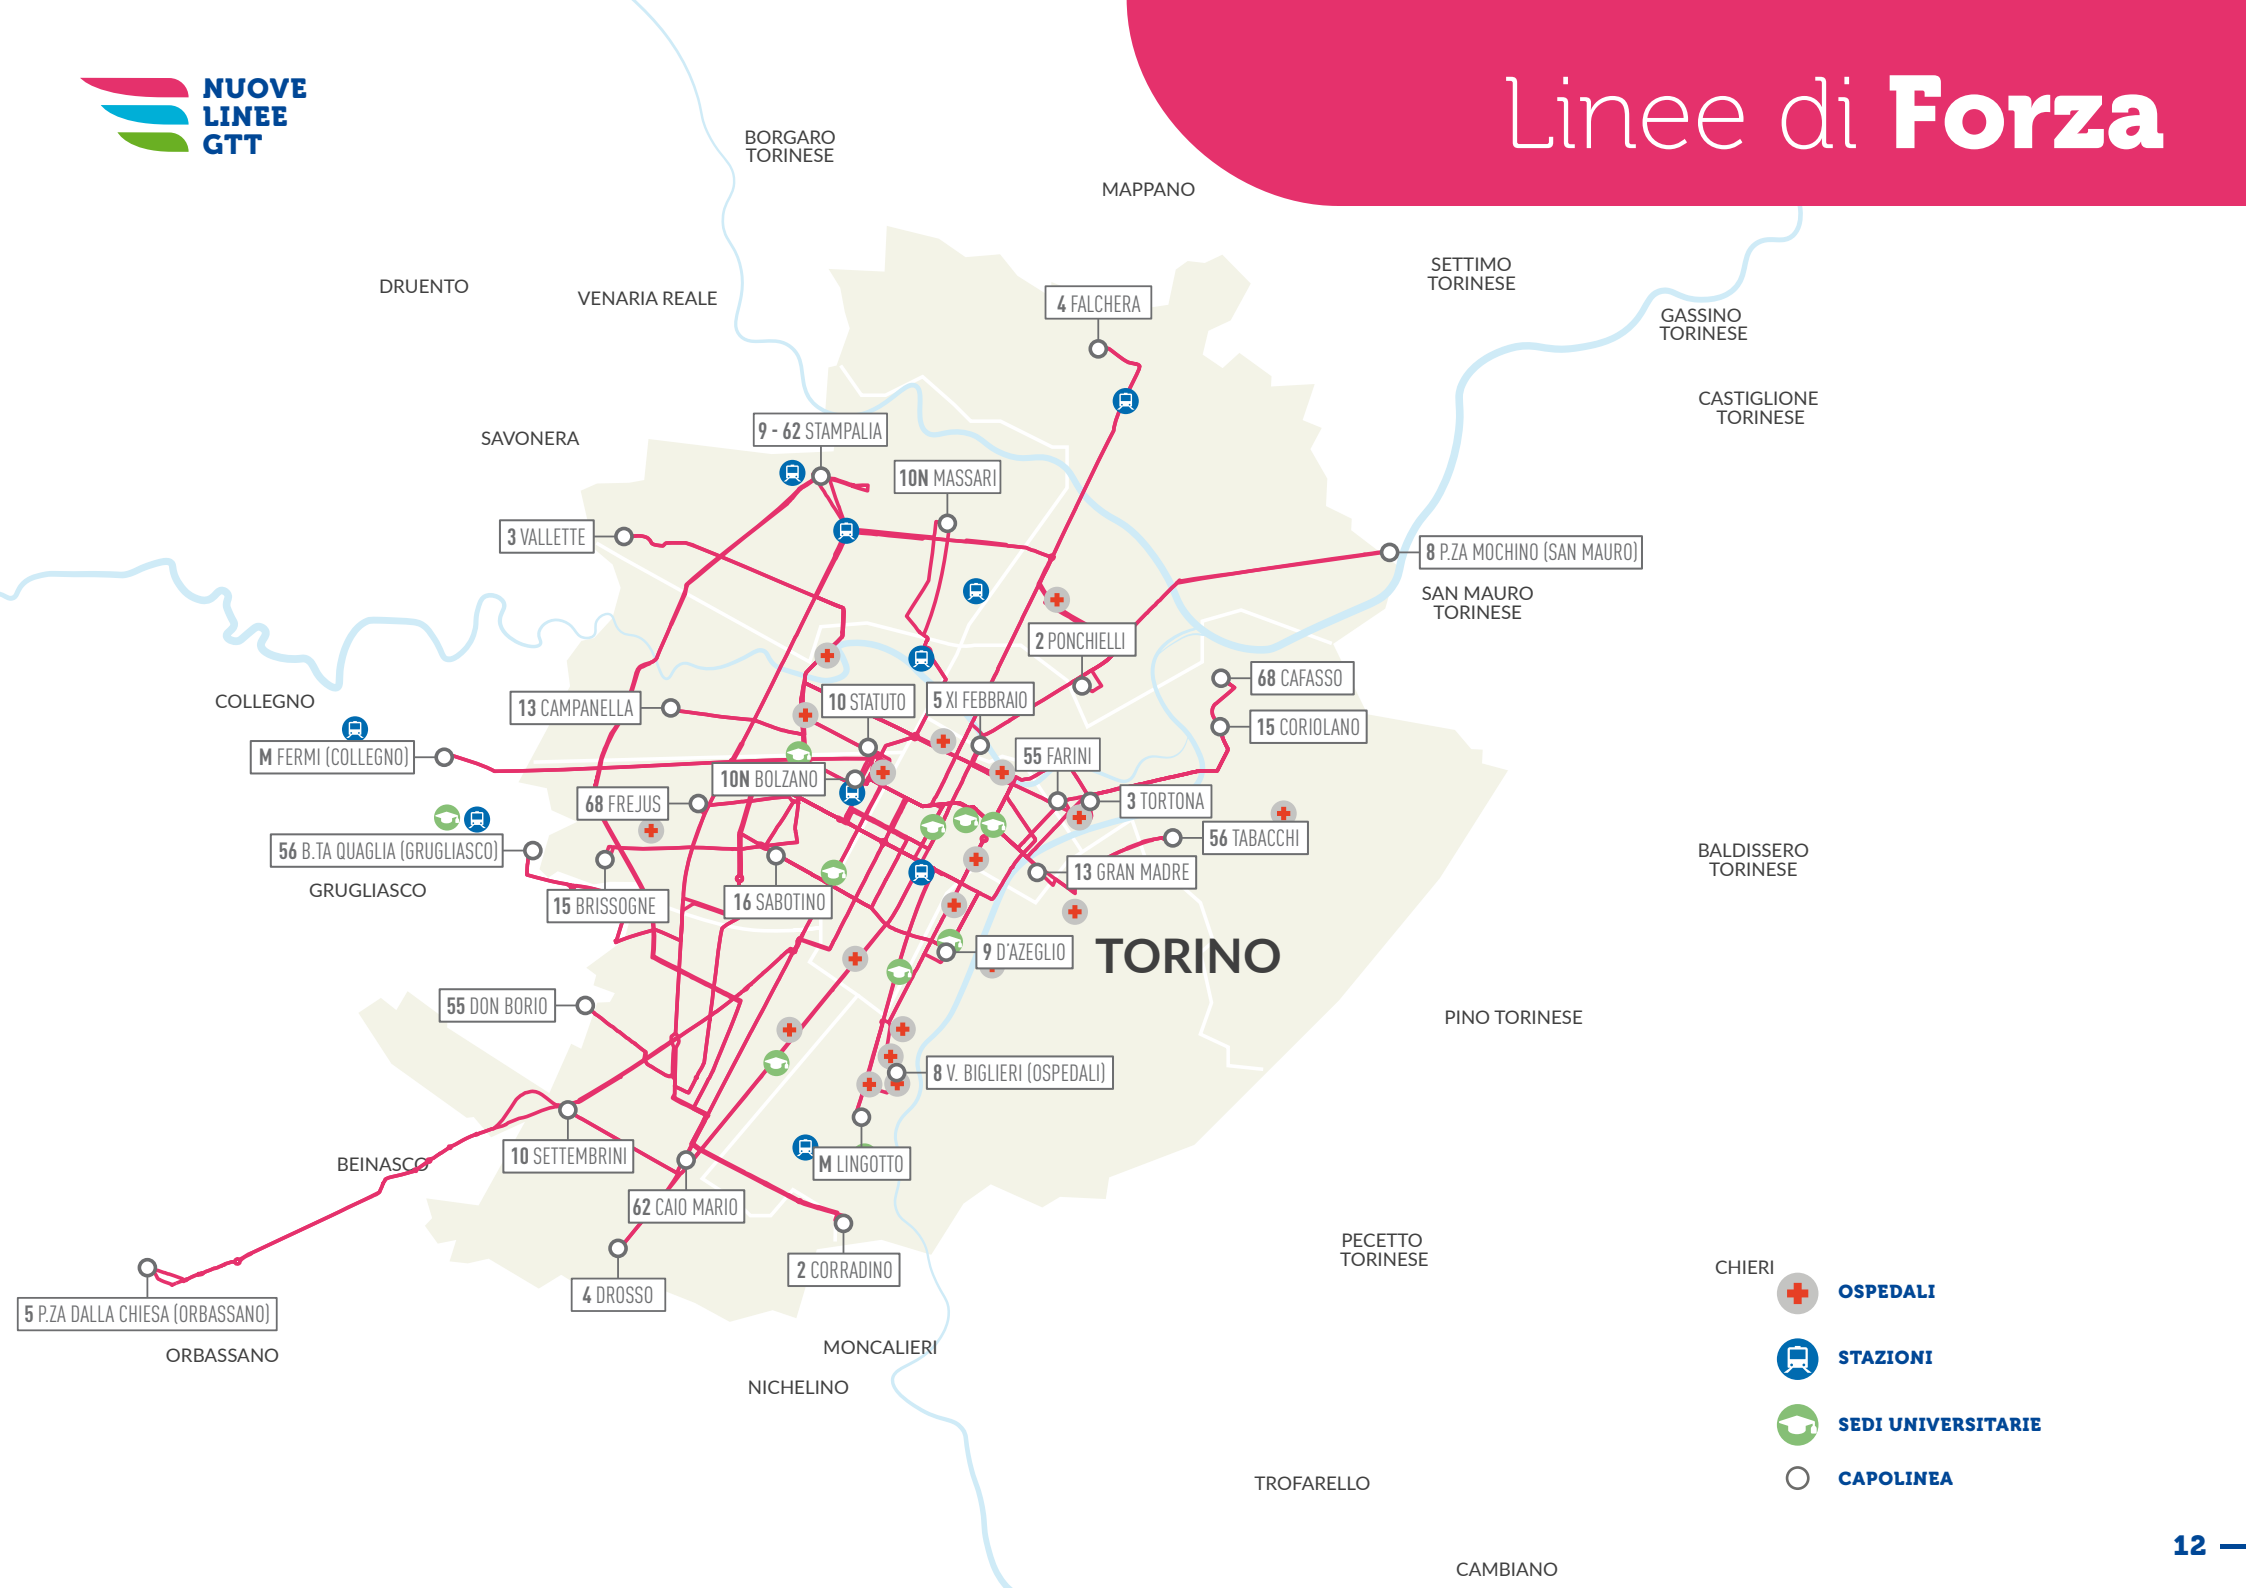 NUOVE
LINEE
GTT
Linee di Forza
BORGARO
TORINESE
MAPPANO
DRUENTO
VENARIA REALE
SETTIMO
TORINESE
4 FALCHERA
GASSINO
TORINESE
CASTIGLIONE
TORINESE
SAVONERA
9 - 62 STAMPALIA
10N MASSARI
3 VALLETTE
8 P.ZA MOCHINO (SAN MAURO)
SAN MAURO
TORINESE
2 PONCHIELLI
68 CAFASSO
COLLEGNO
13 CAMPANELLA
10 STATUTO
5 XI FEBBRAIO
15 CORIOLANO
M FERMI (COLLEGNO)
55 FARINI
10N BOLZANO
68 FREJUS
3 TORTONA
56 TABACCHI
56 B.TA QUAGLIA (GRUGLIASCO)
GRUGLIASCO
BALDISSERO
TORINESE
13 GRAN MADRE
15 BRISSOGNE
16 SABOTINO
9 D'AZEGLIO
TORINO
55 DON BORIO
PINO TORINESE
8 V. BIGLIERI (OSPEDALI)
10 SETTEMBRINI
BEINASCO
M LINGOTTO
62 CAIO MARIO
PECETTO
TORINESE
2 CORRADINO
4 DROSSO
CHIERI
5 P.ZA DALLA CHIESA (ORBASSANO)
ORBASSANO
MONCALIERI
NICHELINO
TROFARELLO
CAMBIANO
OSPEDALI
STAZIONI
SEDI UNIVERSITARIE
CAPOLINEA
12